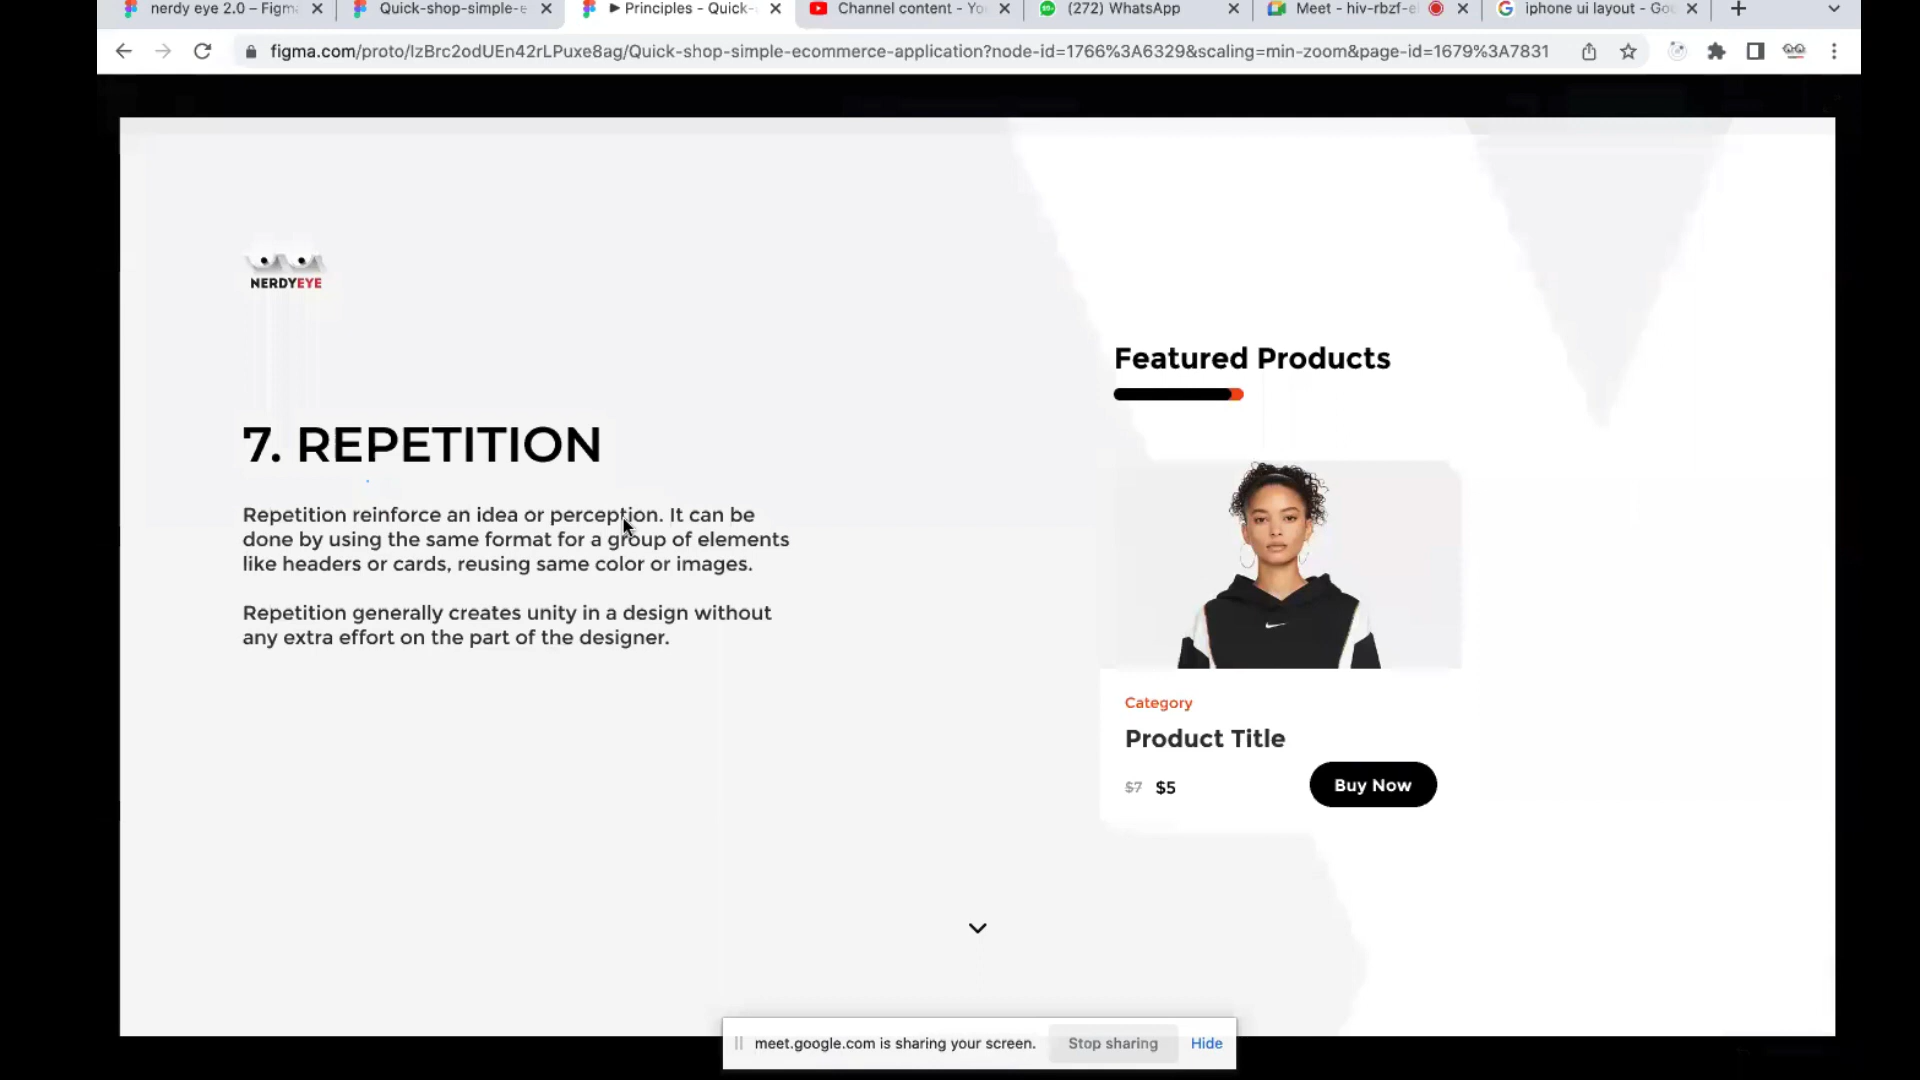 nerdy eye 2.0 – Figma
Quick-shop-simple-e
▶ Principles - Quick-
Channel content - Yo
(272) WhatsApp
Meet - hiv-rbzf-e
iphone ui layout - Goo
figma.com/proto/IzBrc2odUEn42rLPuxe8ag/Quick-shop-simple-ecommerce-application?node-id=1766%3A6329&scaling=min-zoom&page-id=1679%3A7831
NERDYEYE
Featured Products
7. REPETITION
Repetition reinforce an idea or perception. It can be
done by using the same format for a group of elements
like headers or cards, reusing same color or images.
Repetition generally creates unity in a design without
any extra effort on the part of the designer.
Category
Product Title
$7 $5
Buy Now
meet.google.com is sharing your screen.
Stop sharing
Hide